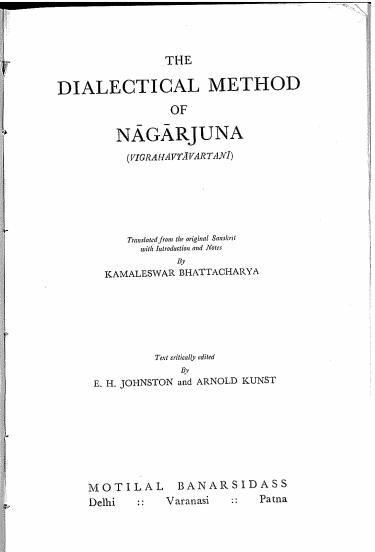 THE
DIALECTICAL METHOD
OF
NĀGĀRJUNA
(VIGRAHAVYĀVARTANĪ)
Translated from the original Sanskrit
with Introduction and Notes
By
KAMALESWAR BHATTACHARYA
Text critically edited
By
E. H. JOHNSTON and ARNOLD KUNST
MOTILAL BANARSIDASS
Delhi :: Varanasi :: Patna